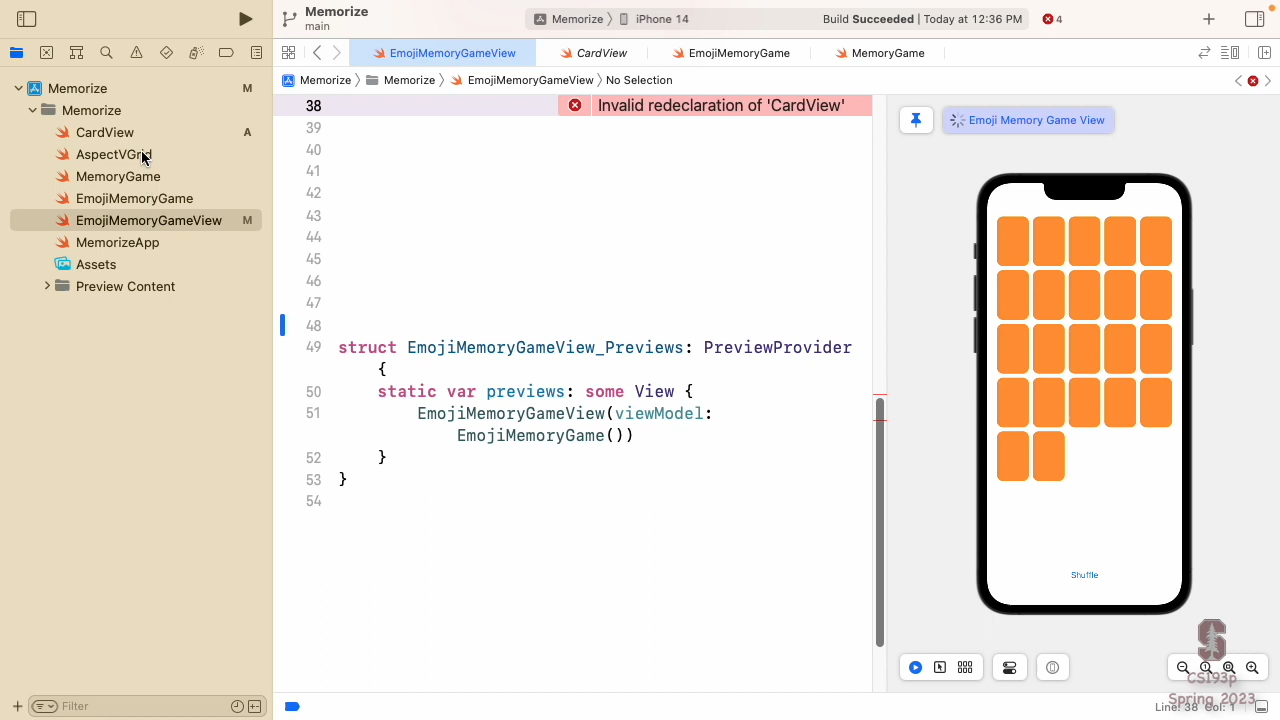 Memorize
main
Memorize 〉 iPhone 14
Build Succeeded | Today at 12:36 PM
4
EmojiMemoryGameView
CardView
EmojiMemoryGame
MemoryGame
Memorize 〉 Memorize 〉 EmojiMemoryGameView 〉 No Selection
Memorize M
Memorize
CardView A
AspectVGrid
MemoryGame
EmojiMemoryGame
EmojiMemoryGameView M
MemorizeApp
Assets
Preview Content
Filter
38 Invalid redeclaration of 'CardView'
39
40
41
42
43
44
45
46
47
48
49 struct EmojiMemoryGameView_Previews: PreviewProvider
{
50 static var previews: some View {
51 EmojiMemoryGameView(viewModel:
EmojiMemoryGame())
52 }
53 }
54
Emoji Memory Game View
Shuffle
S
CS193p
Spring 2023
Line: 38 Col: 1